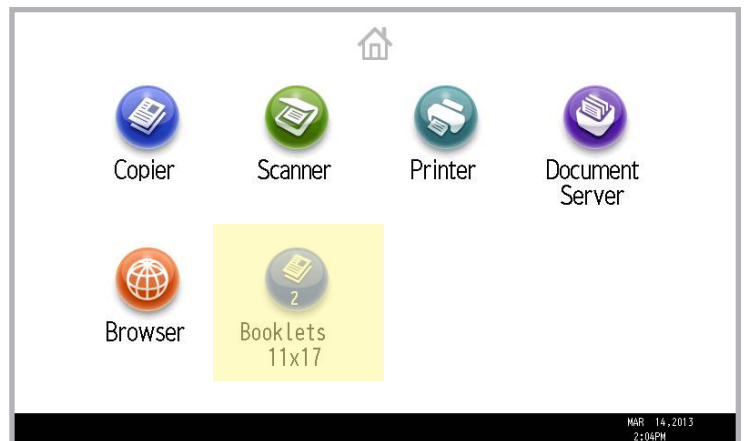 Copier
Scanner
Printer
Document
Server
Browser
2
Booklets
11x17
MAR 14,2013
2:04PM